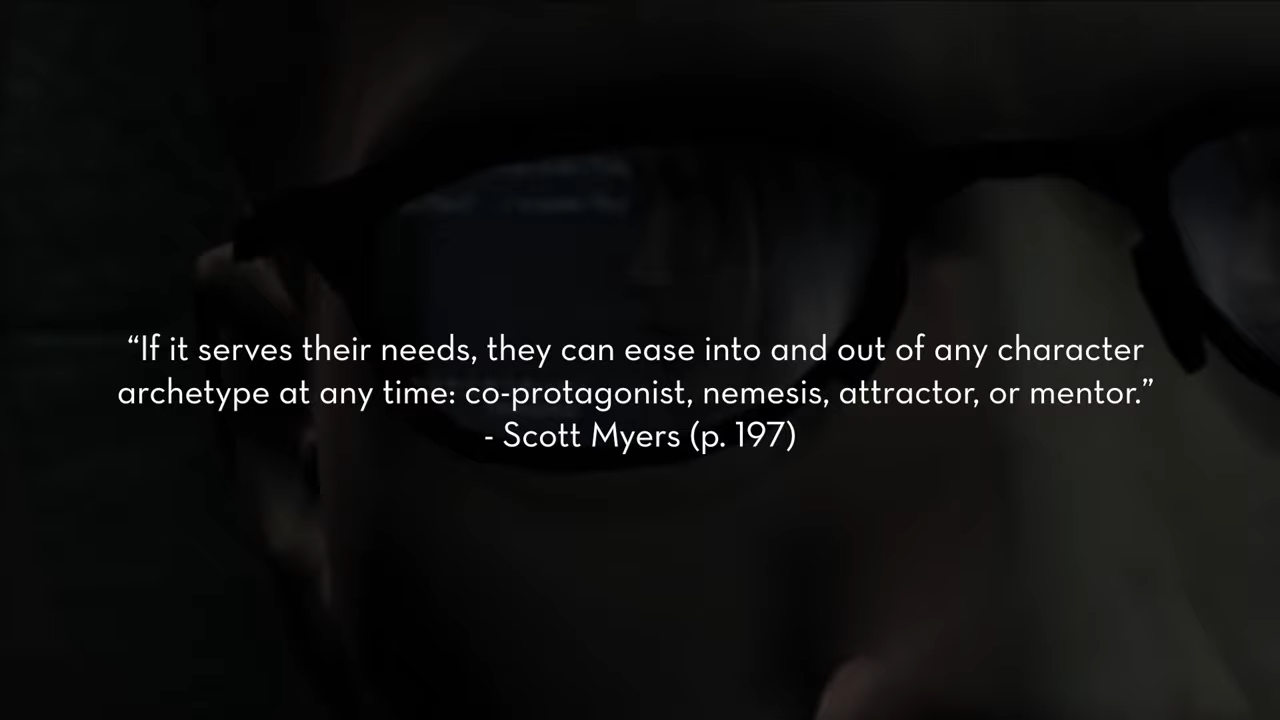 “If it serves their needs, they can ease into and out of any character
archetype at any time: co-protagonist, nemesis, attractor, or mentor.”
- Scott Myers (p. 197)